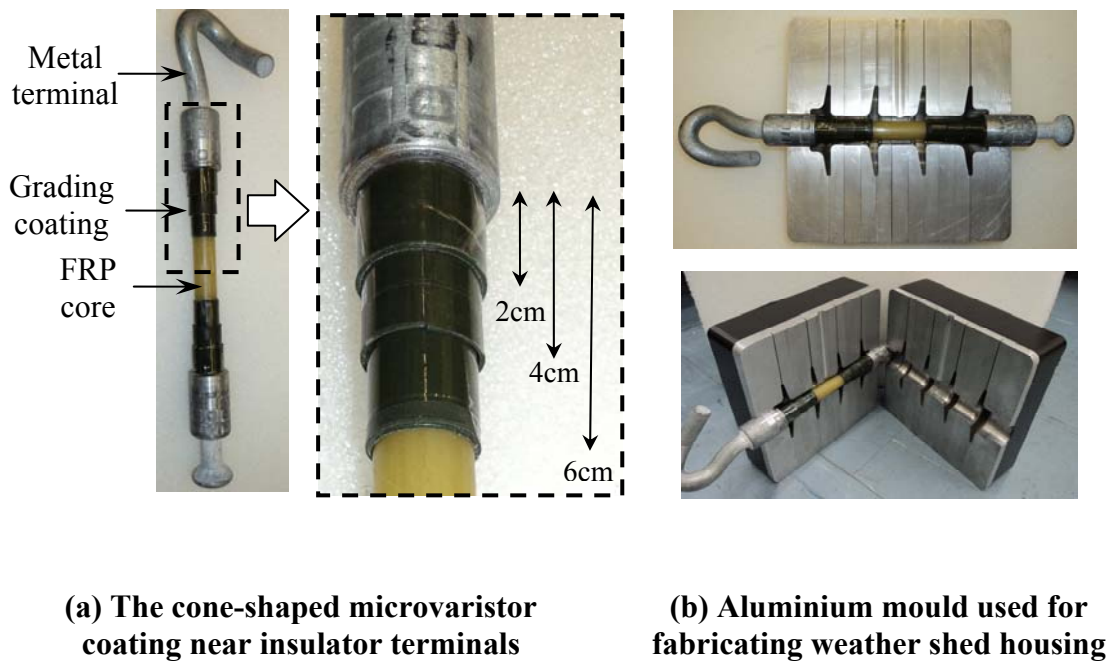 Metal
terminal
Grading
coating
FRP
core
2cm
4cm
6cm
(a) The cone-shaped microvaristor
coating near insulator terminals
(b) Aluminium mould used for
fabricating weather shed housing